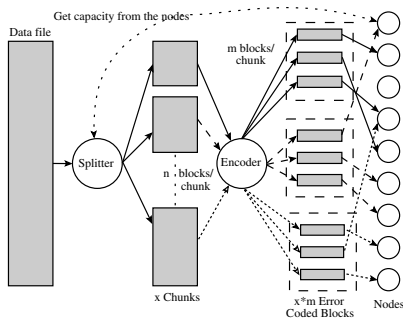 Get capacity from the nodes
Data file
m blocks/
chunk
Splitter
Encoder
n blocks/
chunk
x Chunks
x*m Error
Coded Blocks
Nodes